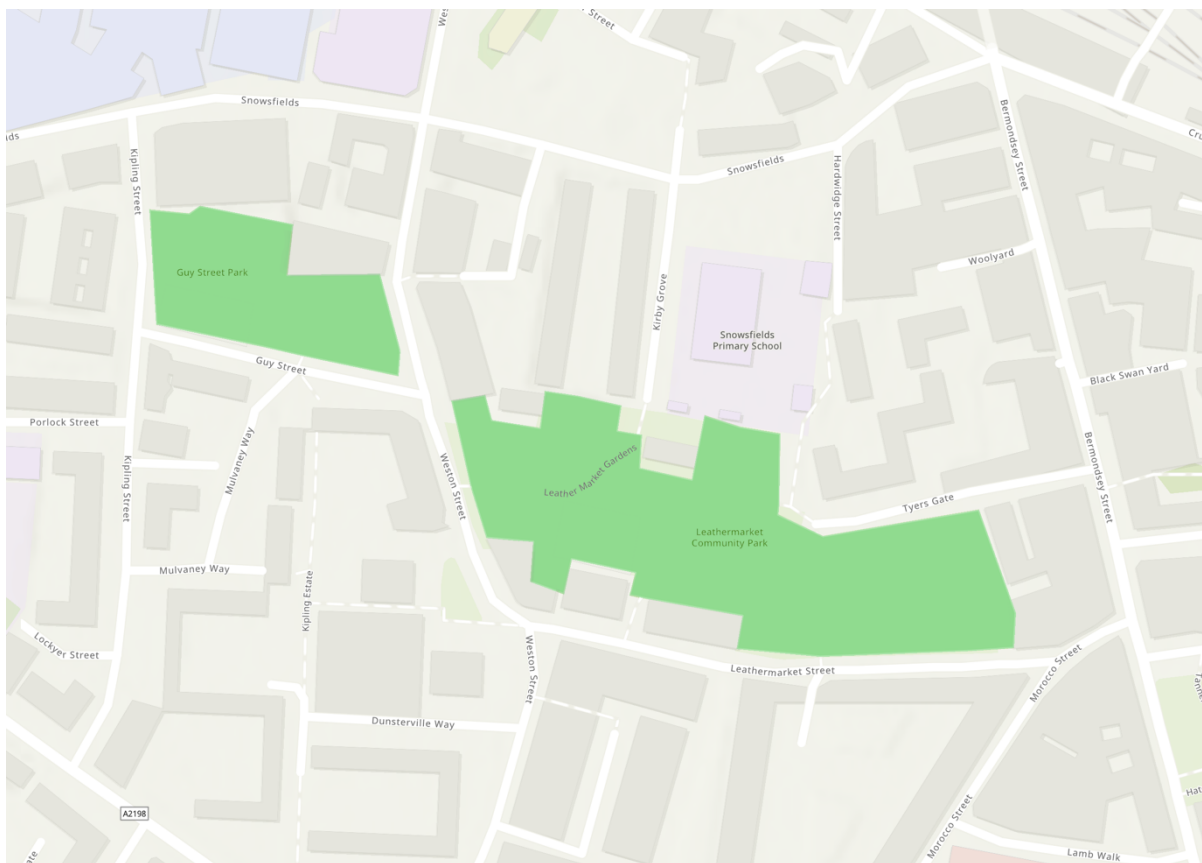 Street
Snowsfields
Kipling Street
Snowsfields
Hardwidge Street
Bermondsey Street
Woolyard
Guy Street Park
Kirby Grove
Snowsfields
Primary School
Guy Street
Black Swan Yard
Porlock Street
Mulvaney Way
Kipling Street
Weston Street
Leather Market Gardens
Bermondsey Street
Tyers Gate
Leathermarket
Community Park
Mulvaney Way
Kipling Estate
Lockyer Street
Weston Street
Leathermarket Street
Morocco Street
Dunsterville Way
A2198
Morocco Street
Lamb Walk